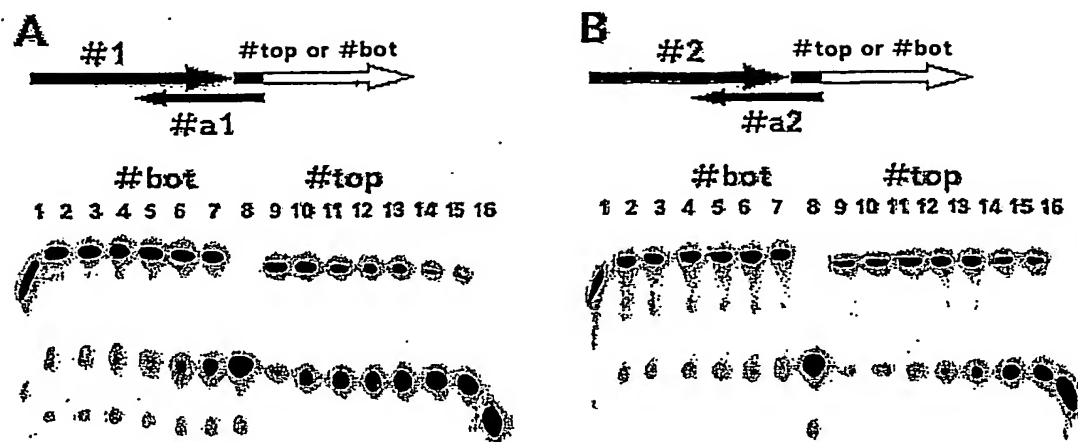 A
#1
#top or #bot
#a1
#bot #top
1 2 3 4 5 6 7 8 9 10 11 12 13 14 15 16
B
#2
#top or #bot
#a2
#bot #top
1 2 3 4 5 6 7 8 9 10 11 12 13 14 15 16